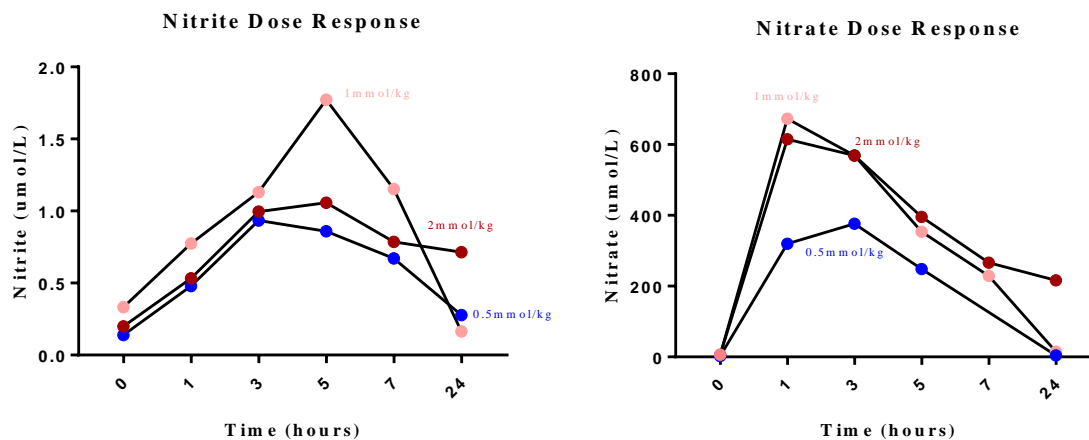 Nitrite Dose Response
2.0
1.5
1.0
0.5
0.0
Nitrite (umol/L)
1mmol/kg
2mmol/kg
0.5mmol/kg
0 1 3 5 7 24
Time (hours)
Nitrate Dose Response
800
600
400
200
0
Nitrate (umol/L)
1mmol/kg
2mmol/kg
0.5mmol/kg
0 1 3 5 7 24
Time (hours)